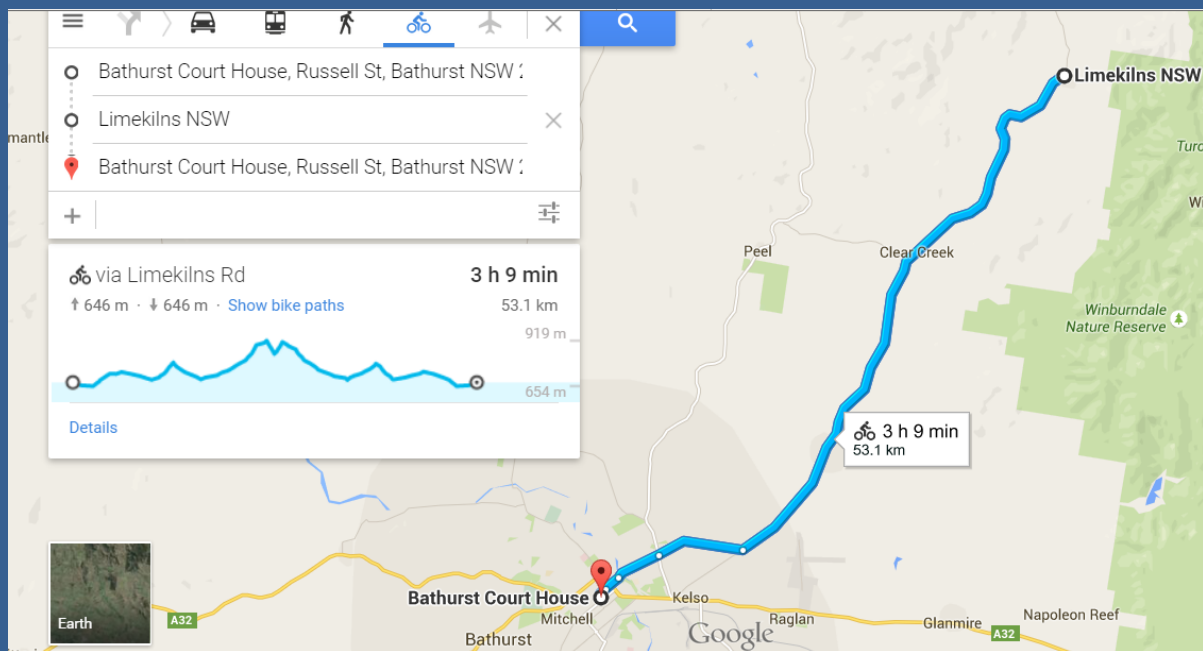 Bathurst Court House, Russell St, Bathurst NSW
Limekilns NSW
Bathurst Court House, Russell St, Bathurst NSW
via Limekilns Rd
3 h 9 min
646 m · 646 m · Show bike paths
53.1 km
919 m
654 m
Details
Limekilns NSW
Peel
Clear Creek
Winburndale
Nature Reserve
3 h 9 min
53.1 km
Bathurst Court House
Kelso
Mitchell
Raglan
Napoleon Reef
Glanmire
A32
A32
Bathurst
Google
Earth